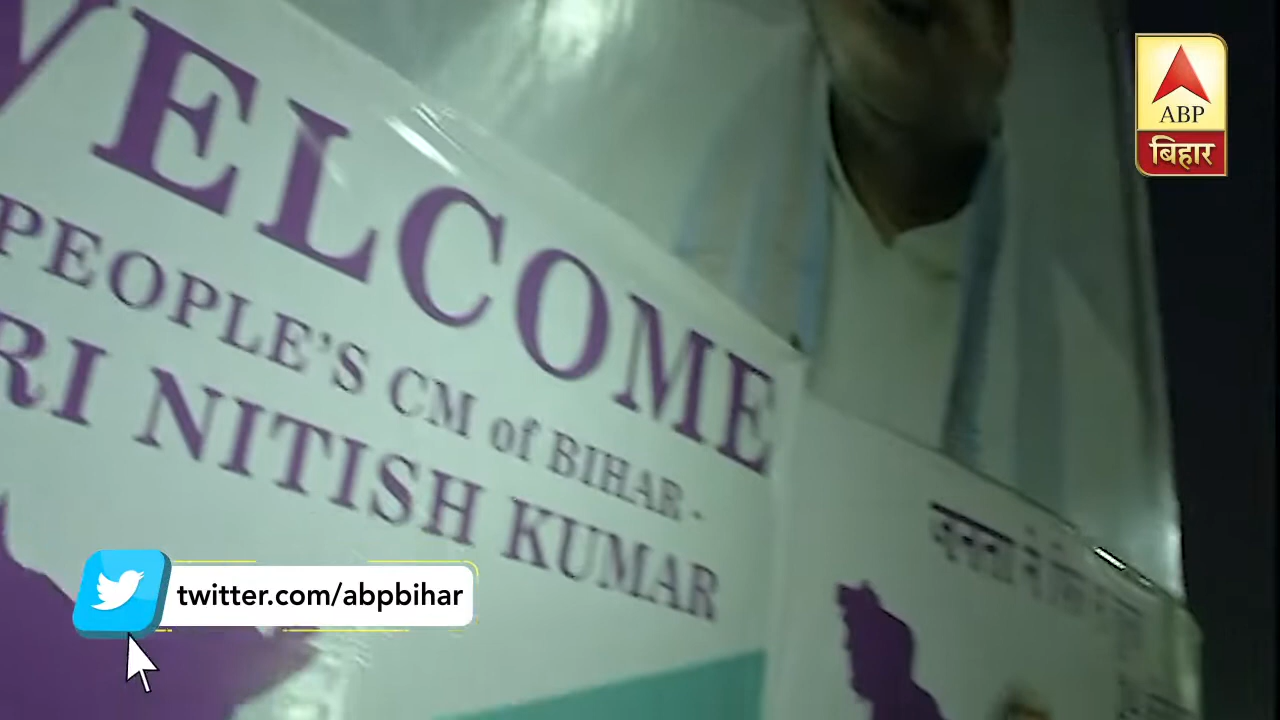 WELCOME
PEOPLE'S CM of BIHAR -
RI NITISH KUMAR
ABP
बिहार
twitter.com/abpbihar